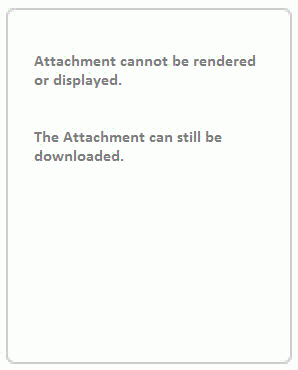 Attachment cannot be rendered
or displayed.
The Attachment can still be
downloaded.